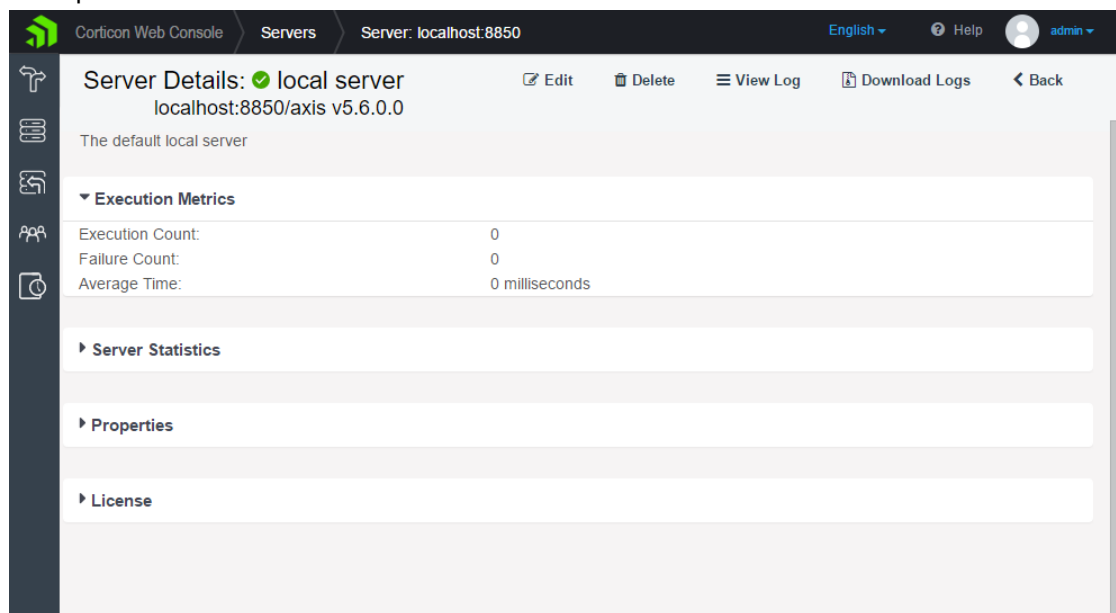 Corticon Web Console Servers Server: localhost:8850 English Help admin
Server Details: local server Edit Delete View Log Download Logs Back
localhost:8850/axis v5.6.0.0
The default local server
Execution Metrics
Execution Count: 0
Failure Count: 0
Average Time: 0 milliseconds
Server Statistics
Properties
License